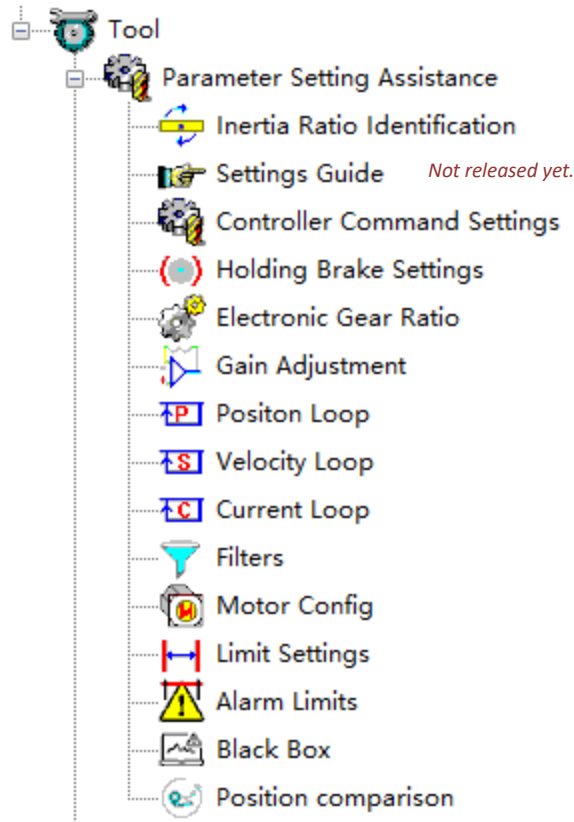 Tool
Parameter Setting Assistance
Inertia Ratio Identification
Settings Guide Not released yet.
Controller Command Settings
Holding Brake Settings
Electronic Gear Ratio
Gain Adjustment
P Positon Loop
S Velocity Loop
C Current Loop
Filters
Motor Config
Limit Settings
Alarm Limits
Black Box
Position comparison